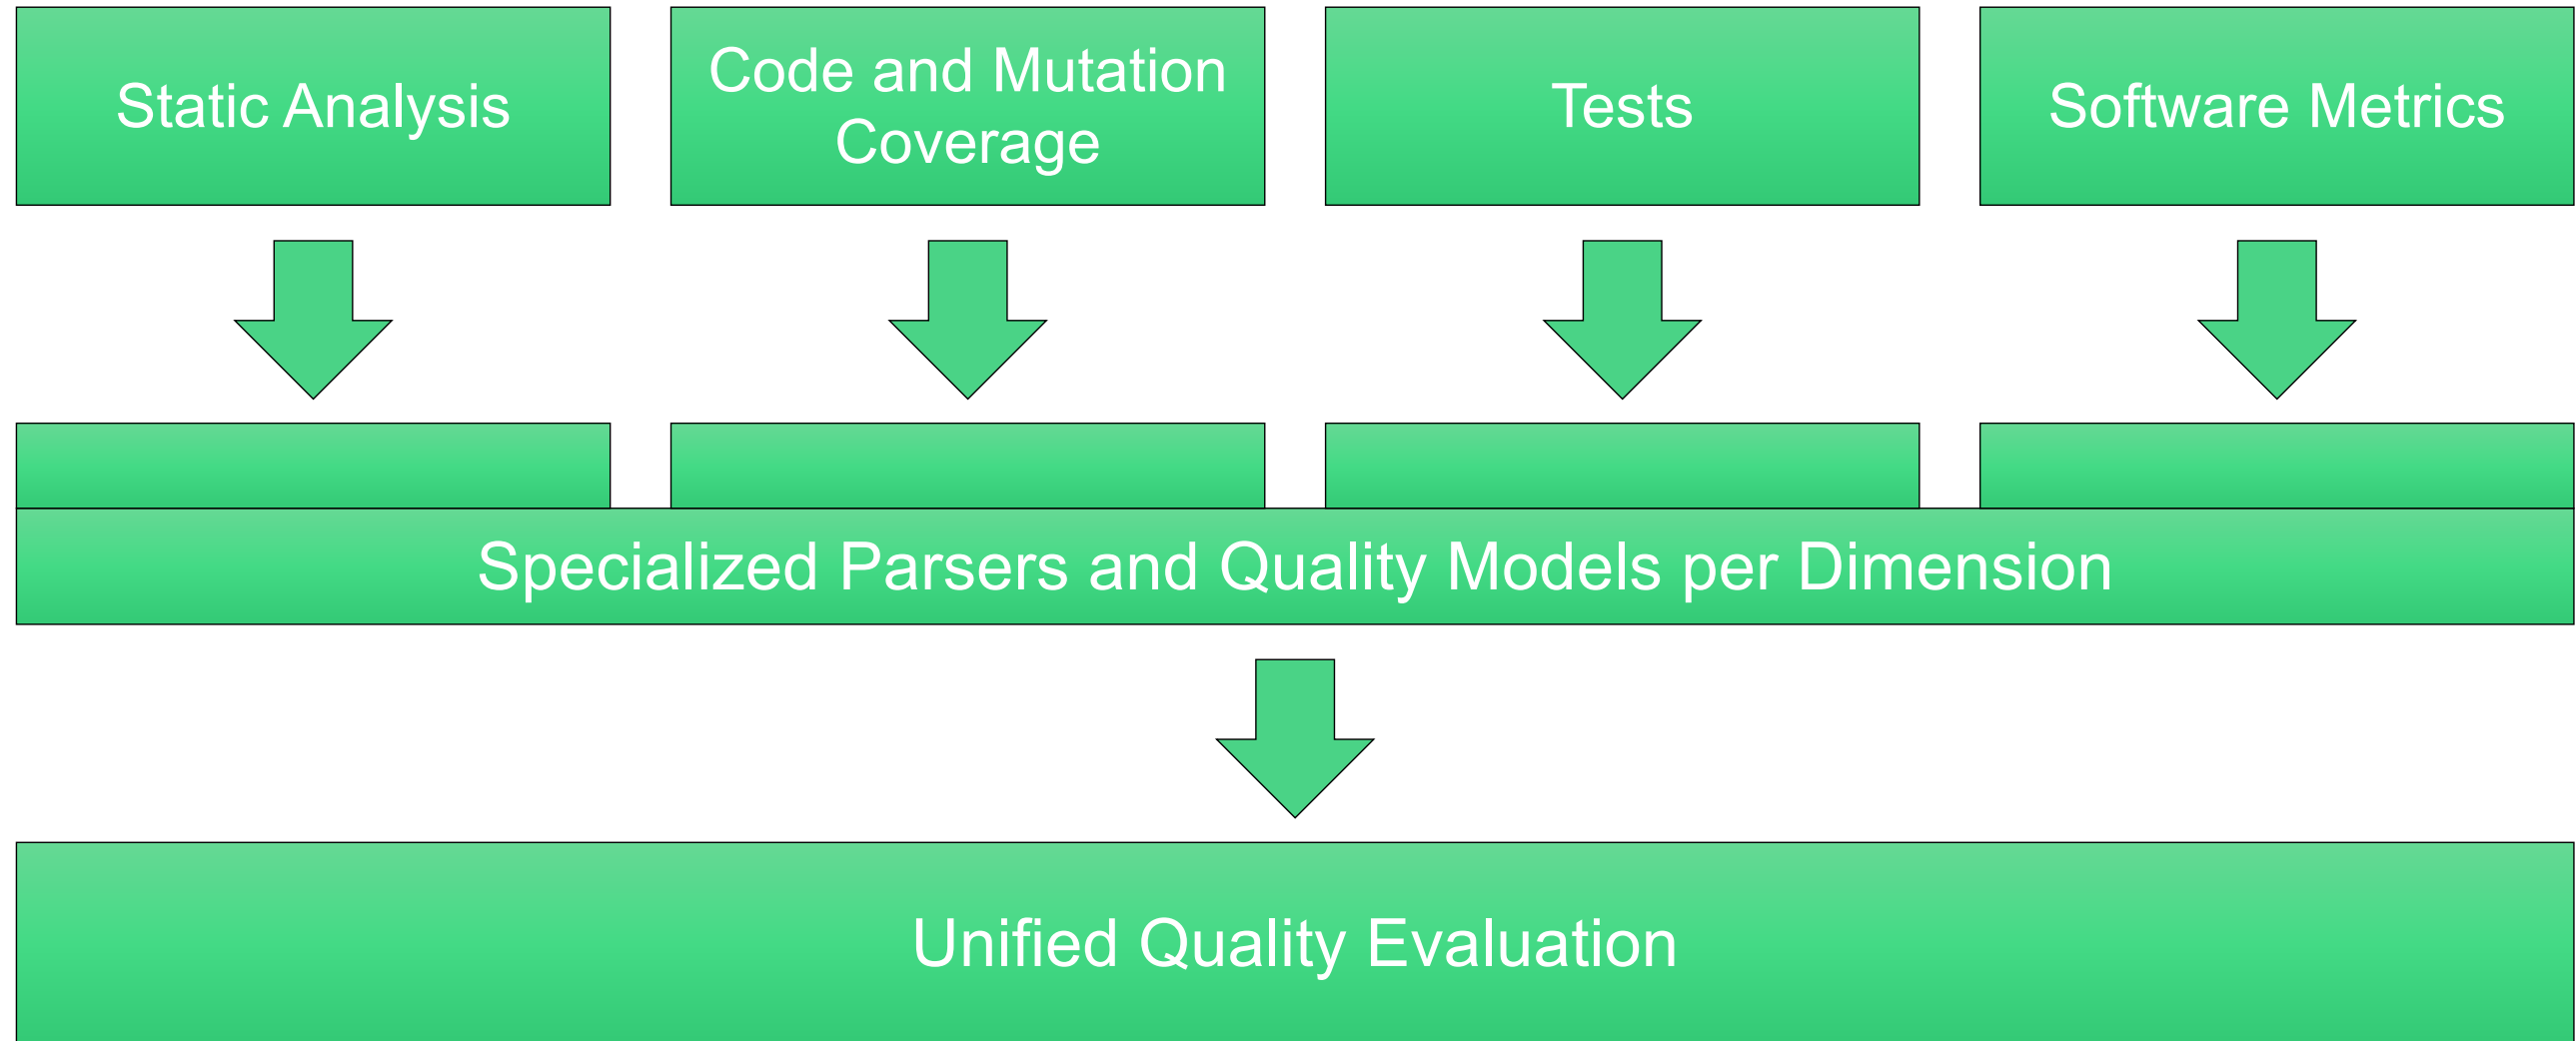 Static Analysis
Code and Mutation
Coverage
Tests
Software Metrics
Specialized Parsers and Quality Models per Dimension
Unified Quality Evaluation